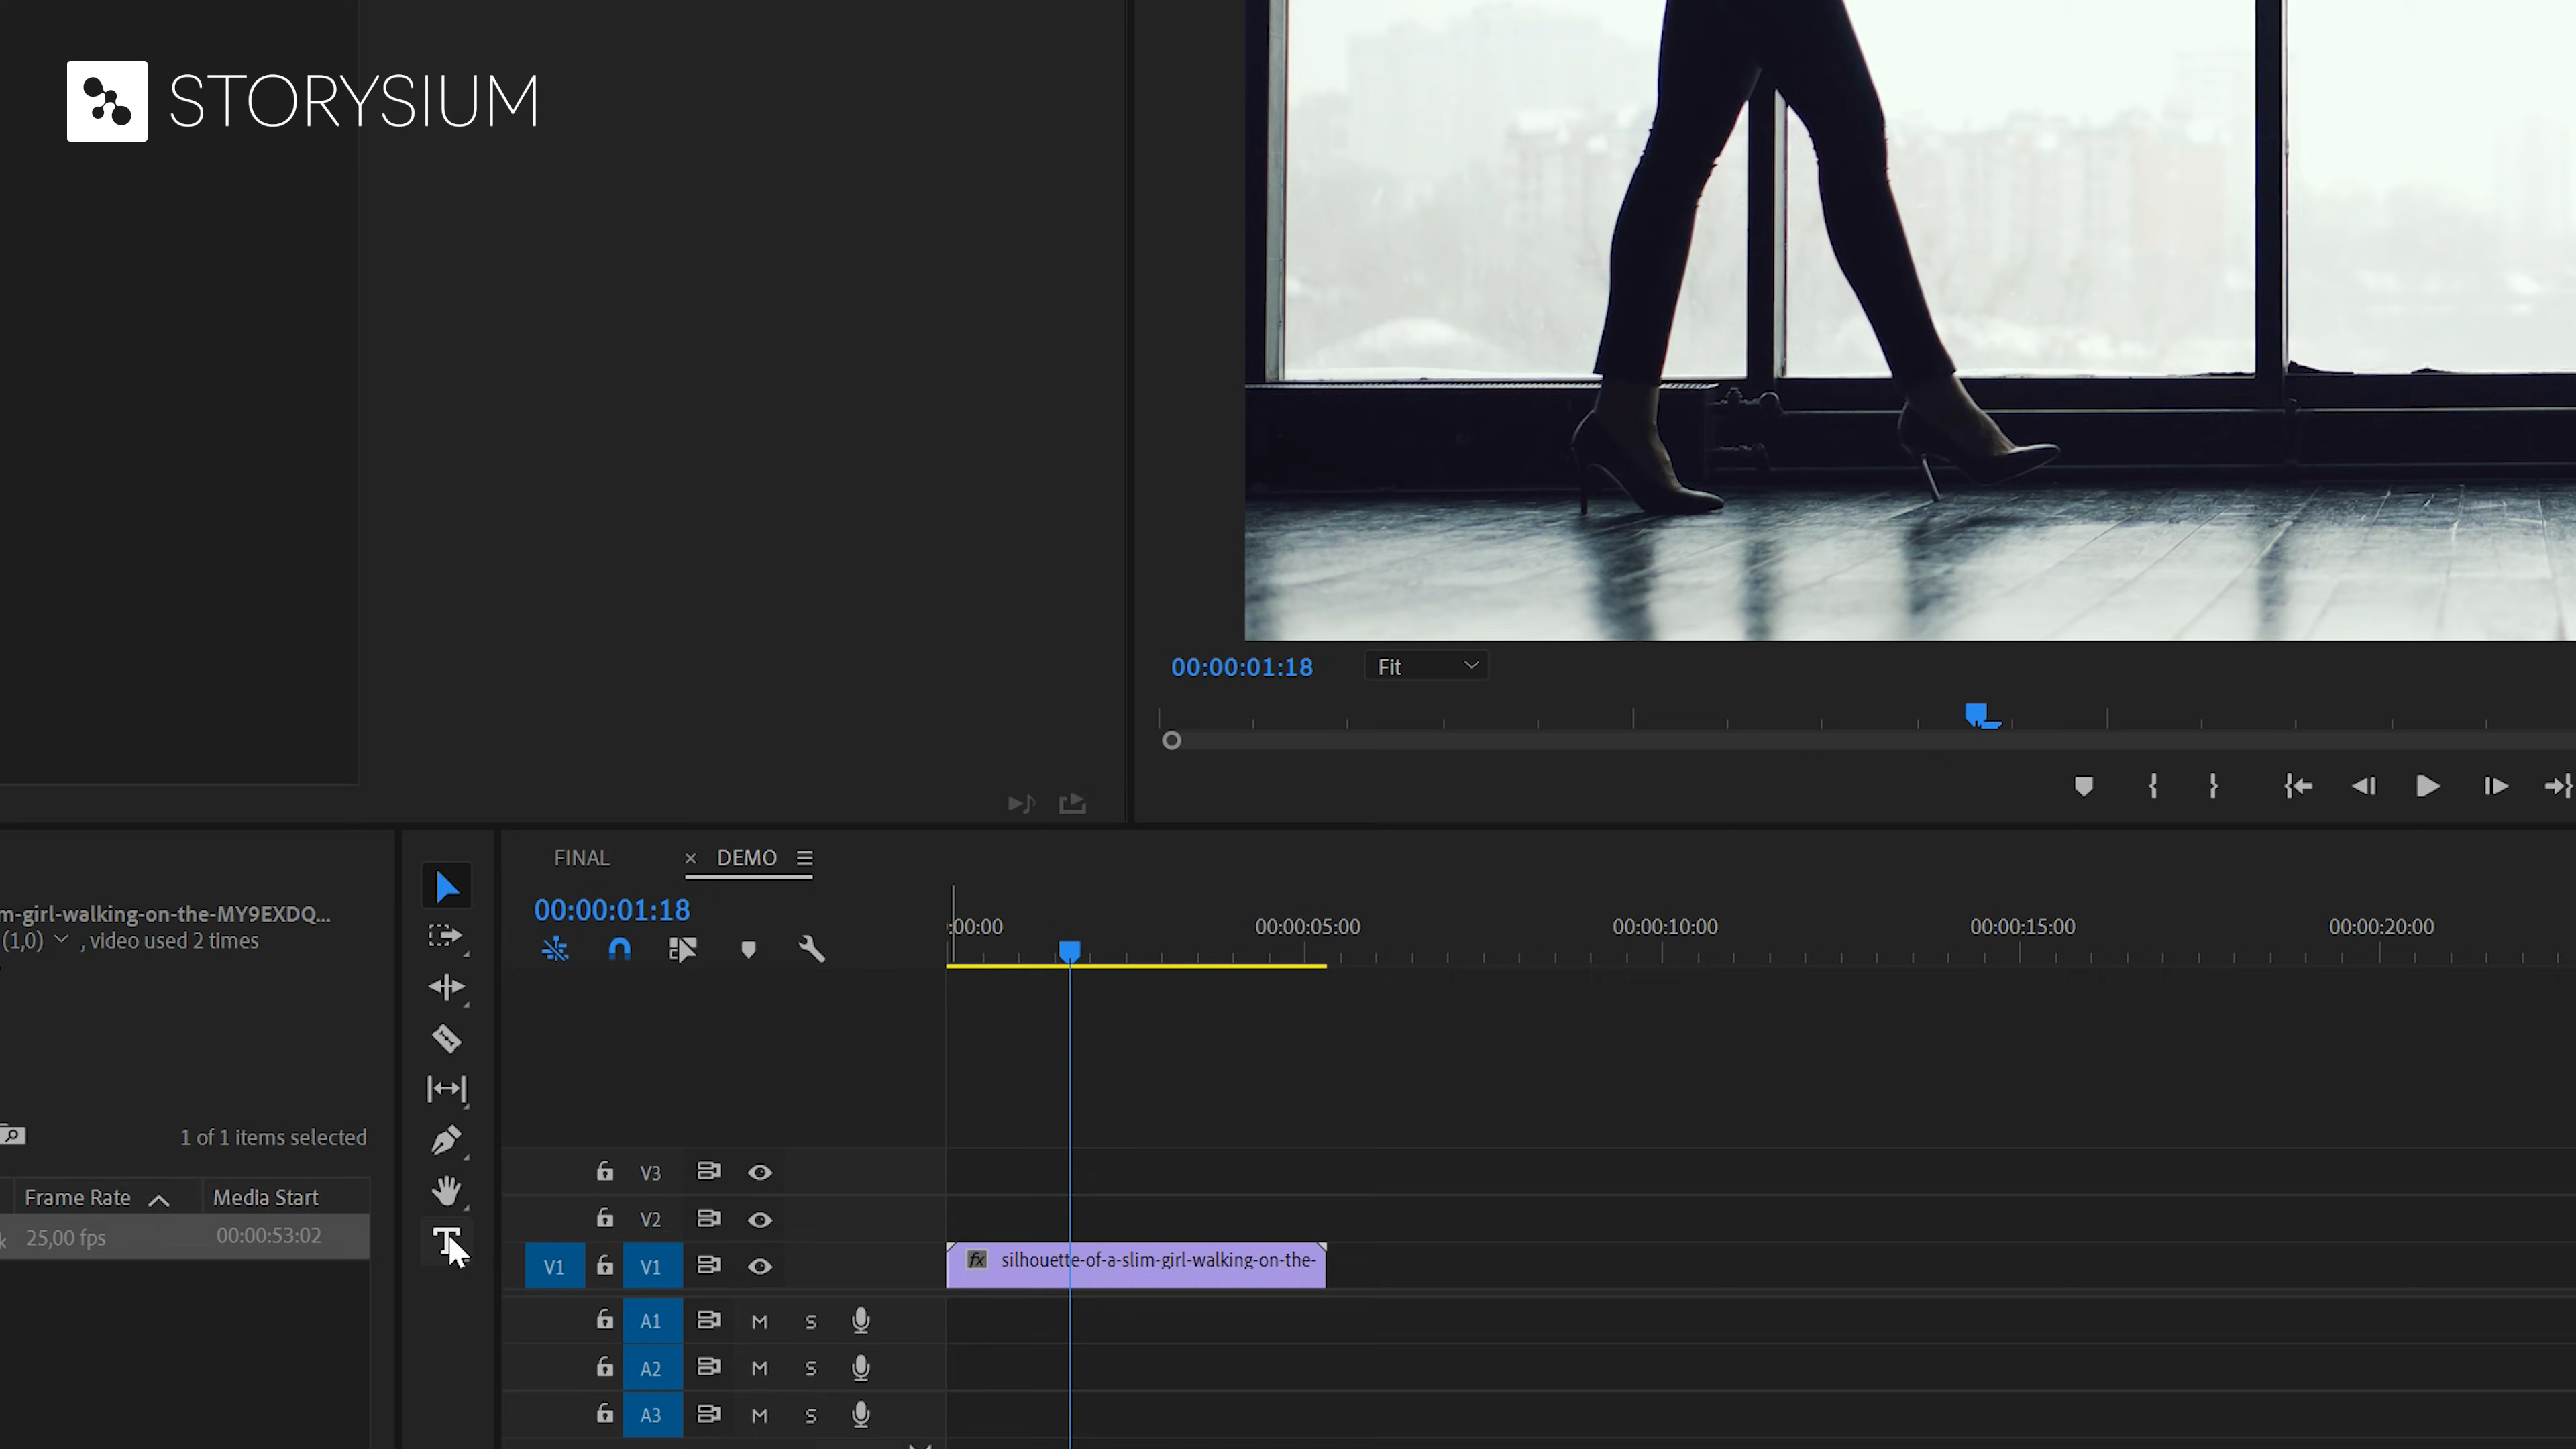 STORYSIUM
00:00:01:18
Fit
FINAL
× DEMO
00:00:01:18
:00:00
00:00:05:00
00:00:10:00
00:00:15:00
00:00:20:00
m-girl-walking-on-the-MY9EXDQ...
(1,0) , video used 2 times
1 of 1 items selected
Frame Rate
Media Start
25,00 fps
00:00:53:02
V3
V2
V1
V1
fx silhouette-of-a-slim-girl-walking-on-the-
A1 M S
A2 M S
A3 M S